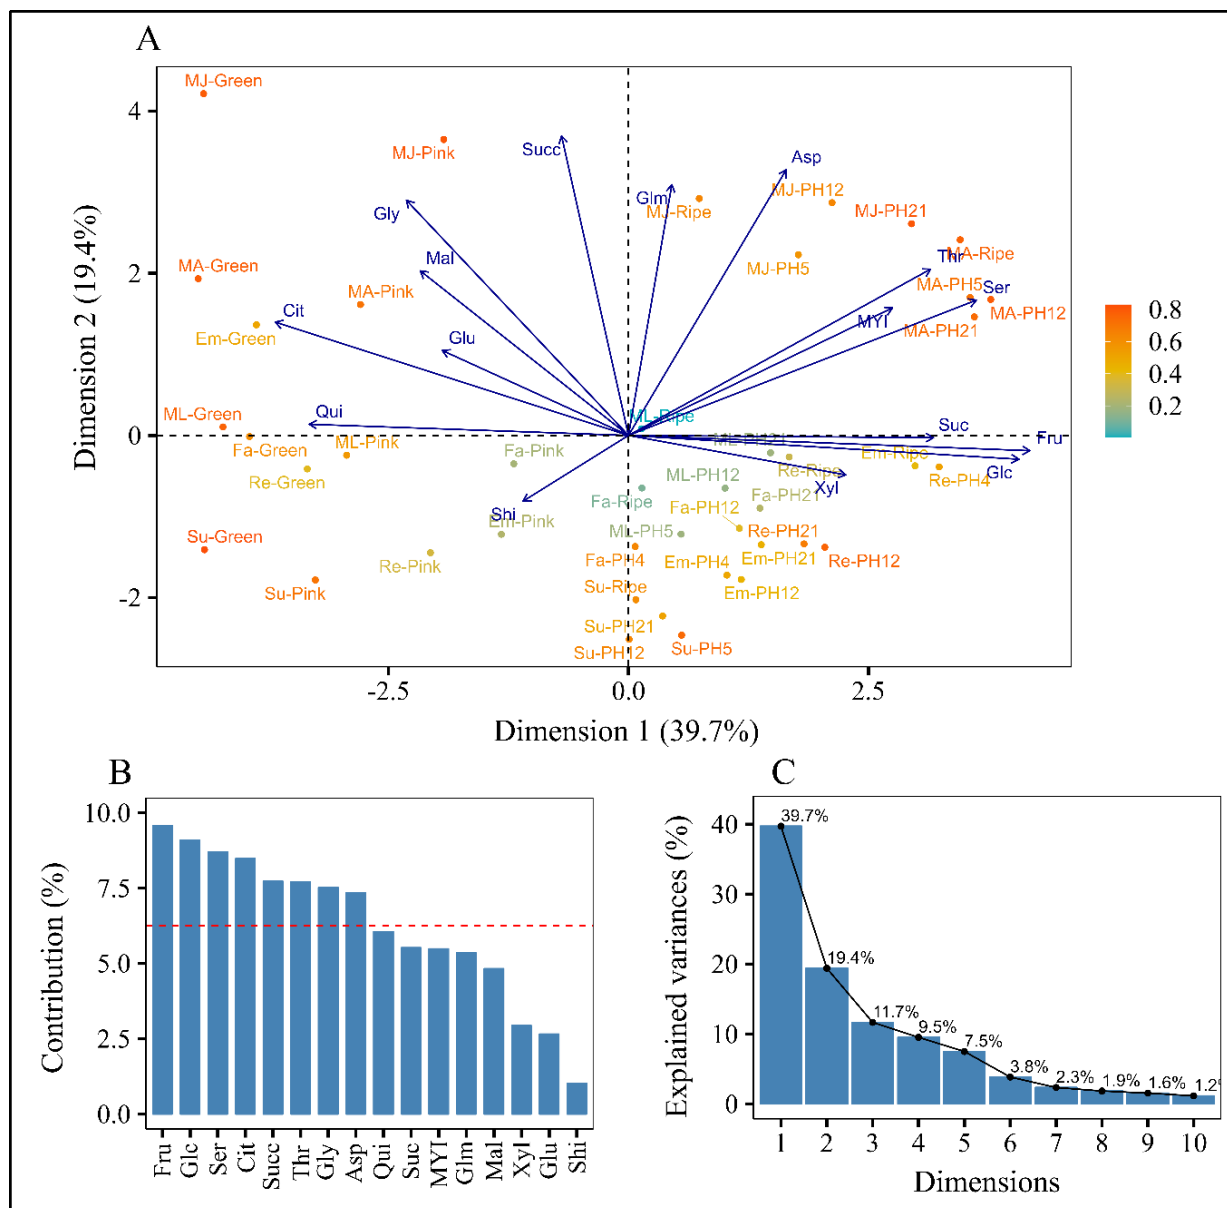 A
MJ-Green
4
MJ-Pink
Succ
Asp
Glm
MJ-PH12
MJ-Ripe
MJ-PH21
Gly
MA-Ripe
Thr
Mal
MJ-PH5
MA-Green
MA-PH5
Ser
2
MA-Pink
MA-PH12
Cit
MYI
MA-PH21
Em-Green
Glu
0.8
0.4
0.2
ML-Green
Qui
ML-Ripe
Suc
Fru
0
Fa-Green
ML-Pink
Fa-Pink
Re-Ripe
Em-Ripe
Glc
Re-Green
ML-PH12
Xyl
Re-PH4
Fa-Ripe
Fa-PH21
Shi
Em-Pink
Fa-PH12
Su-Green
ML-PH5
Re-PH21
Re-Pink
Fa-PH4
Em-PH4
Em-PH21
Re-PH12
Su-Pink
Su-Ripe
Em-PH12
-2
Su-PH21
Su-PH12
Su-PH5
-2.5
0.0
2.5
Dimension 1 (39.7%)
Dimension 2 (19.4%)
B
10.0
7.5
5.0
2.5
0.0
Contribution (%)
Fru
Glc
Ser
Cit
Succ
Thr
Gly
Asp
Qui
Suc
MYI
Glm
Mal
Xyl
Glu
Shi
C
40
30
20
10
0
Explained variances (%)
39.7%
19.4%
11.7%
9.5%
7.5%
3.8%
2.3%
1.9%
1.6%
1 2 3 4 5 6 7 8 9 10
Dimensions